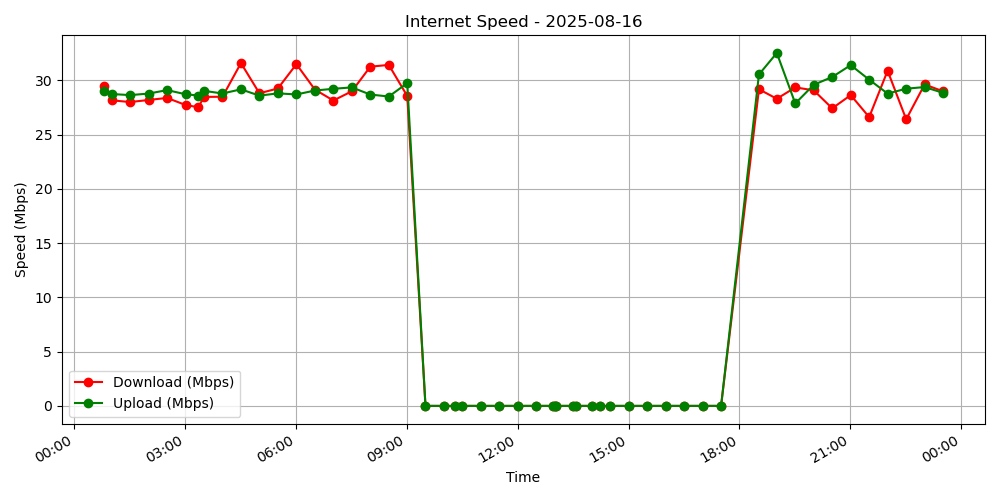 Internet Speed - 2025-08-16
Speed (Mbps)
30
25
20
15
10
5
0
Download (Mbps)
Upload (Mbps)
00:00 03:00 06:00 09:00 12:00 15:00 18:00 21:00 00:00
Time